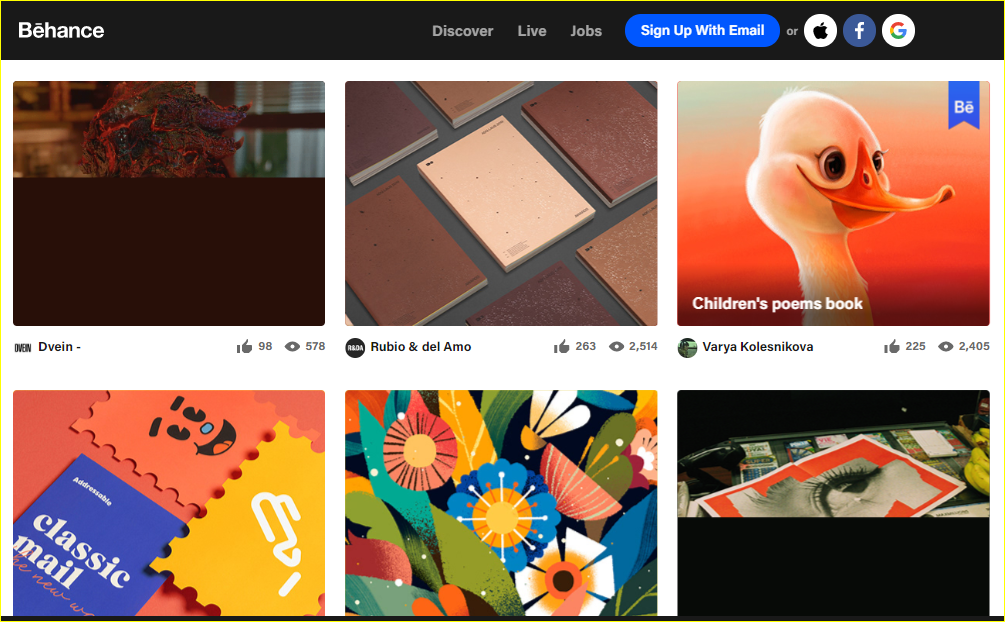 Bēhance
Discover Live Jobs Sign Up With Email or
Bē
Children's poems book
DVEIN Dvein - 98 578
R&DA Rubio & del Amo 263 2,514
Varya Kolesnikova 225 2,405
Addressable
classic
mail
the new w